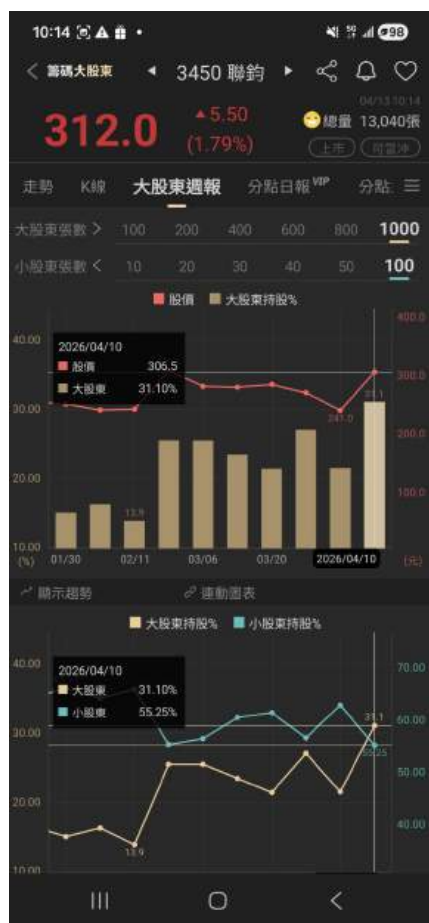 10:14
98
籌碼大股東 3450 聯鈞
312.0
▲5.50
(1.79%)
04/13 10:14
總量 13,040張
上市 可當沖
走勢 K線 大股東週報 分點日報 VIP 分點
大股東張數 > 100 200 400 600 800 1000
小股東張數 < 10 20 30 40 50 100
股價 大股東持股%
40.00 400.0
2026/04/10
股價 306.5
大股東 31.10%
300.0
31.1
30.00
241.0
200.0
20.00
13.9
100.0
10.00
(%) 01/30 02/11 03/06 03/20 2026/04/10 (元)
顯示趨勢 連動圖表
大股東持股% 小股東持股%
40.00 70.00
2026/04/10
大股東 31.10%
小股東 55.25%
31.1
60.00
30.00
55.25
50.00
20.00
40.00
13.9
10.00